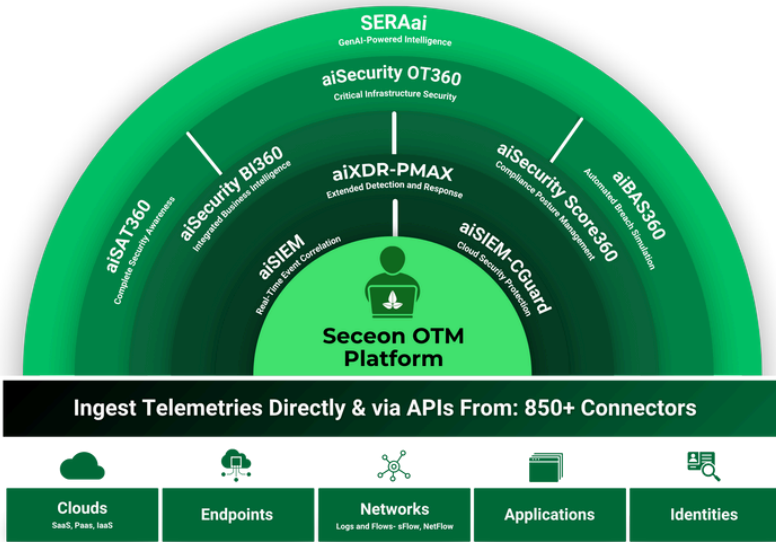 SERAai
GenAI-Powered Intelligence
aiSecurity OT360
Critical Infrastructure Security
aiSAT360
Complete Security Awareness
aiSecurity BI360
Integrated Business Intelligence
aiXDR-PMAX
Extended Detection and Response
aiSecurity Score360
Compliance Posture Management
aiBAS360
Automated Breach Simulation
aiSIEM
Real-Time Event Correlation
aiSIEM-CGuard
Cloud Security Protection
Seceon OTM
Platform
Ingest Telemetries Directly & via APIs From: 850+ Connectors
Clouds
SaaS, Paas, IaaS
Endpoints
Networks
Logs and Flows- sFlow, NetFlow
Applications
Identities